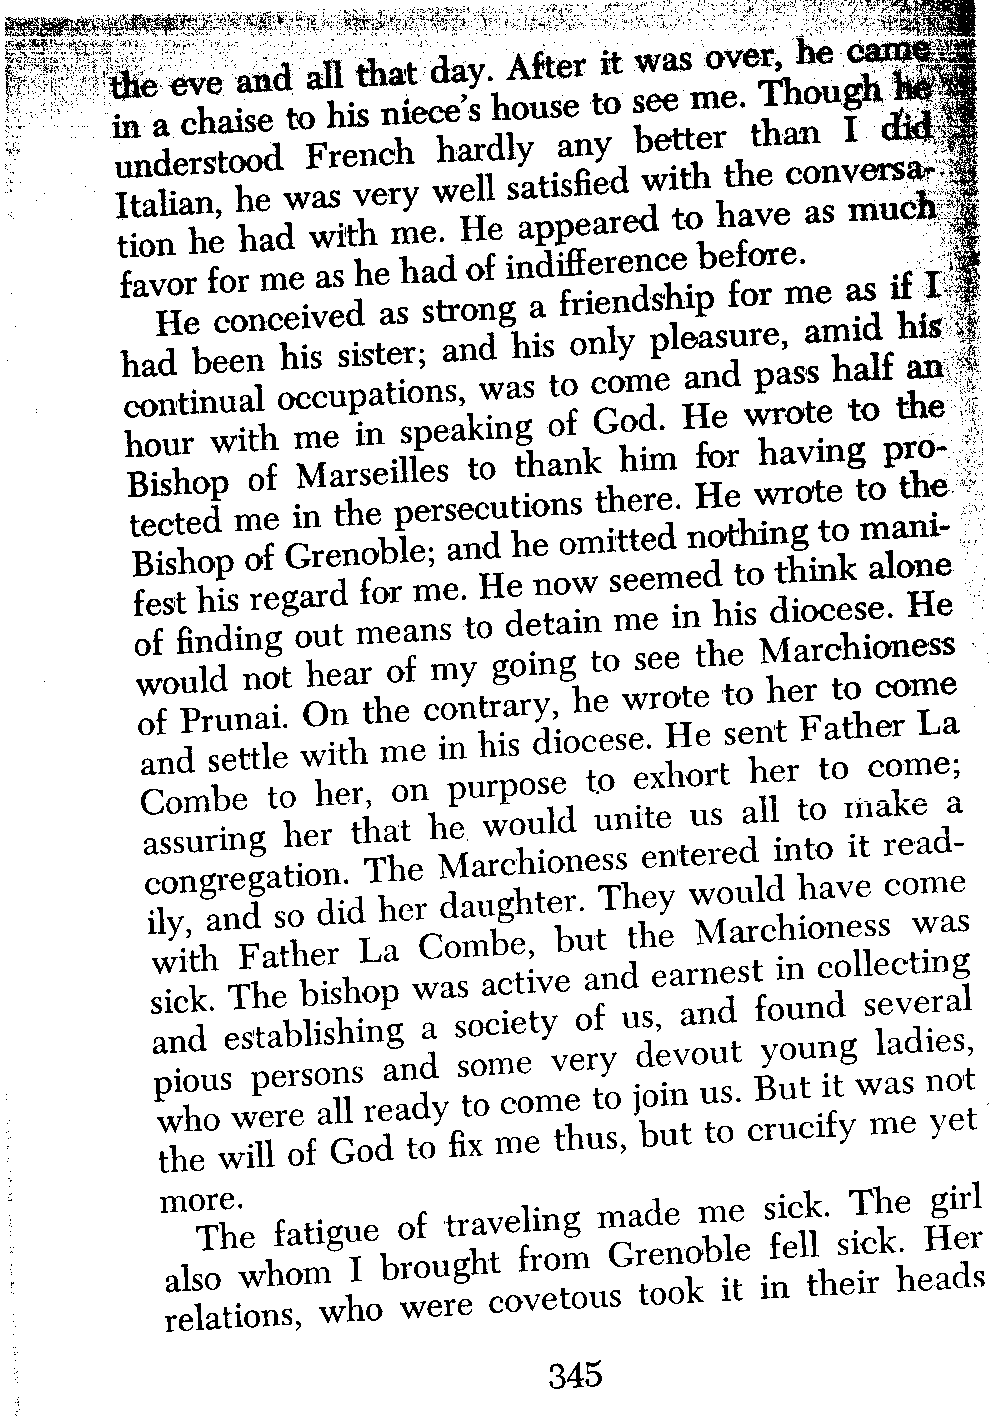 the eve and all that day. After it was over, he came
in a chaise to his niece's house to see me. Though he
understood French hardly any better than I did
Italian, he was very well satisfied with the conversa-
tion he had with me. He appeared to have as much
favor for me as he had of indifference before.
He conceived as strong a friendship for me as if I
had been his sister; and his only pleasure, amid his
continual occupations, was to come and pass half an
hour with me in speaking of God. He wrote to the
Bishop of Marseilles to thank him for having pro-
tected me in the persecutions there. He wrote to the
Bishop of Grenoble; and he omitted nothing to mani-
fest his regard for me. He now seemed to think alone
of finding out means to detain me in his diocese. He
would not hear of my going to see the Marchioness
of Prunai. On the contrary, he wrote to her to come
and settle with me in his diocese. He sent Father La
Combe to her, on purpose to exhort her to come;
assuring her that he would unite us all to make a
congregation. The Marchioness entered into it read-
ily, and so did her daughter. They would have come
with Father La Combe, but the Marchioness was
sick. The bishop was active and earnest in collecting
and establishing a society of us, and found several
pious persons and some very devout young ladies,
who were all ready to come to join us. But it was not
the will of God to fix me thus, but to crucify me yet
more.
The fatigue of traveling made me sick. The girl
also whom I brought from Grenoble fell sick. Her
relations, who were covetous took it in their heads
345